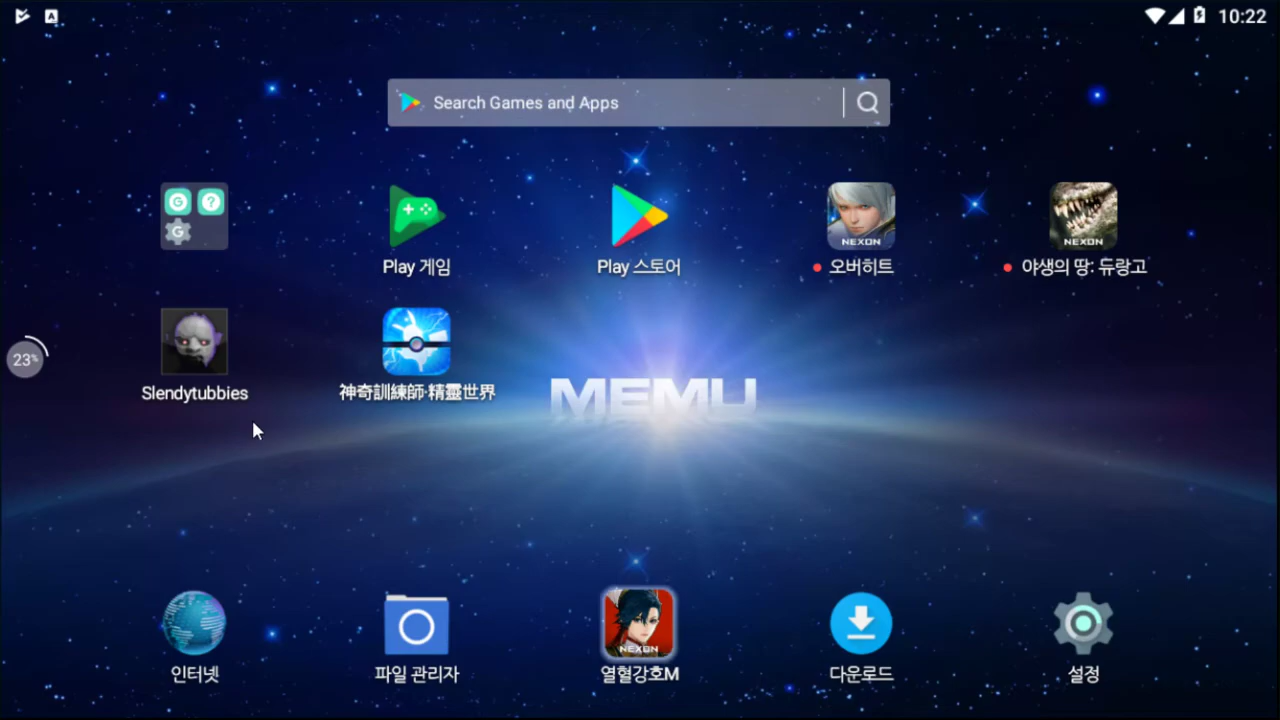 10:22
Search Games and Apps
G ?
G
NEXON
NEXON
Play 게임
Play 스토어
오버히트
야생의 땅: 듀랑고
23%
Slendytubbies
神奇訓練師·精靈世界
MEMU
NEXON
인터넷
파일 관리자
열혈강호M
다운로드
설정